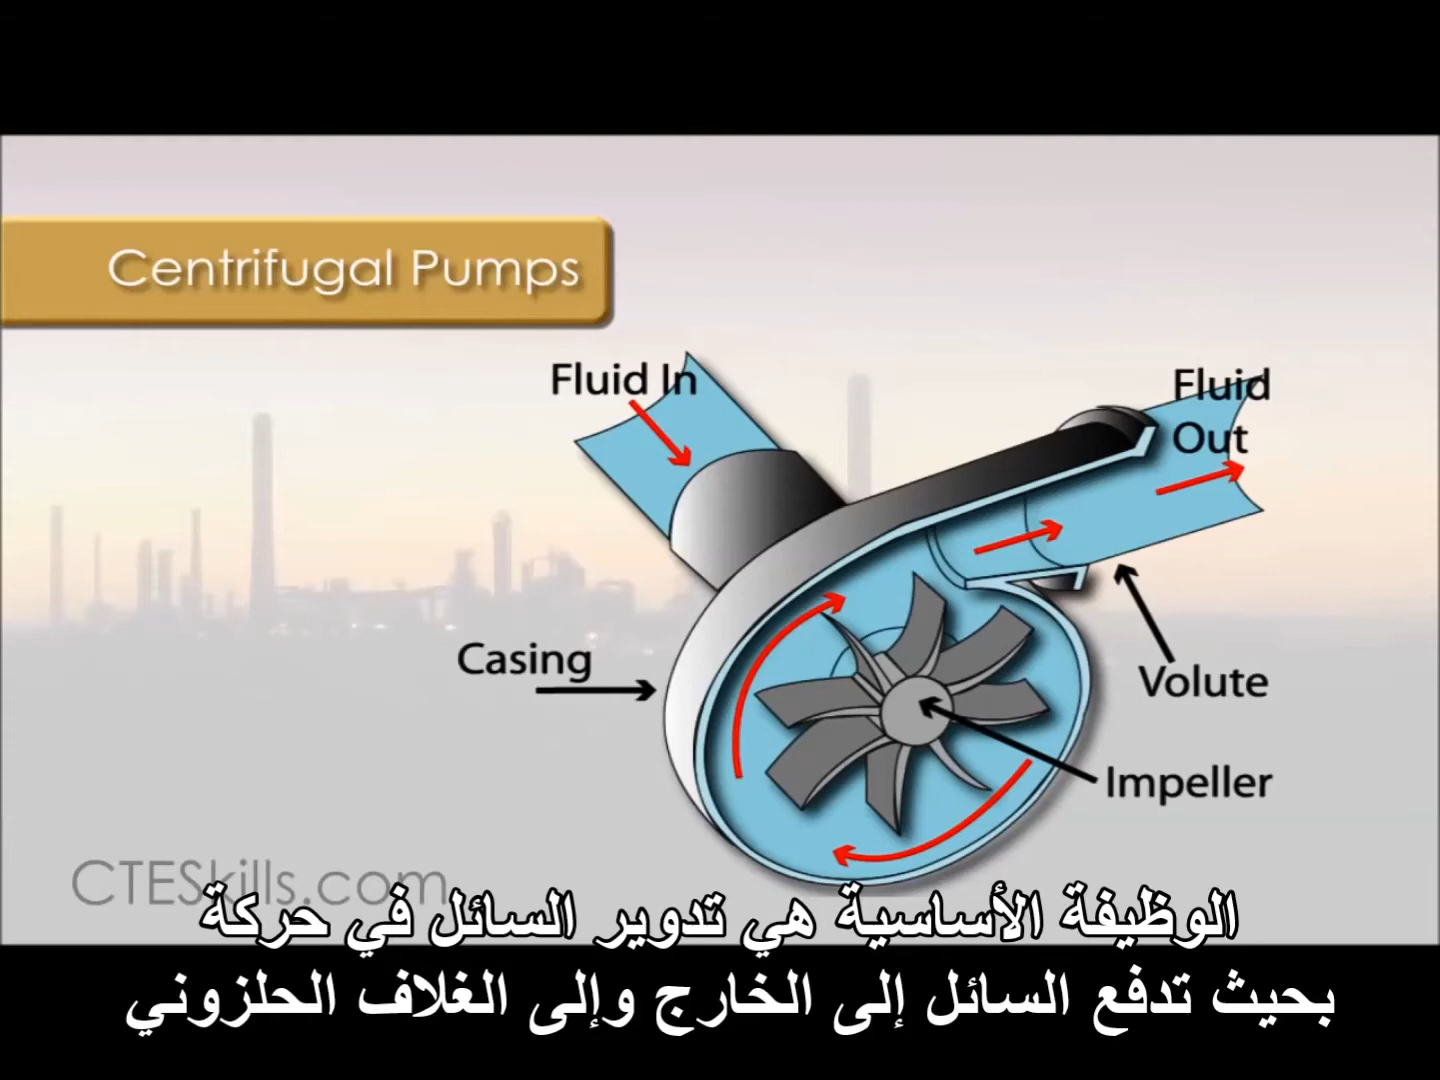 Centrifugal Pumps
Fluid In
Fluid
Out
Casing
Volute
Impeller
CTESkills.com
الوظيفة الأساسية هي تدوير السائل في حركة
بحيث تدفع السائل إلى الخارج وإلى الغلاف الحلزوني